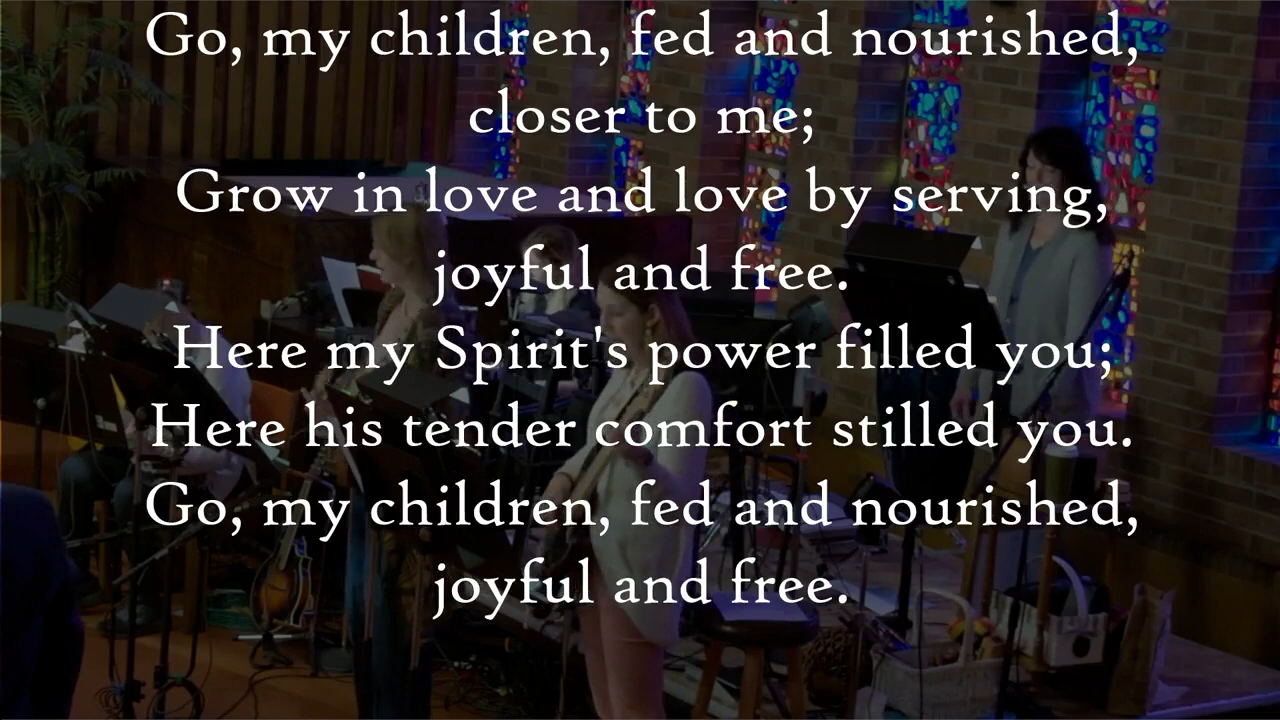 Go, my children, fed and nourished,
closer to me;
Grow in love and love by serving,
joyful and free.
Here my Spirit's power filled you;
Here his tender comfort stilled you.
Go, my children, fed and nourished,
joyful and free.